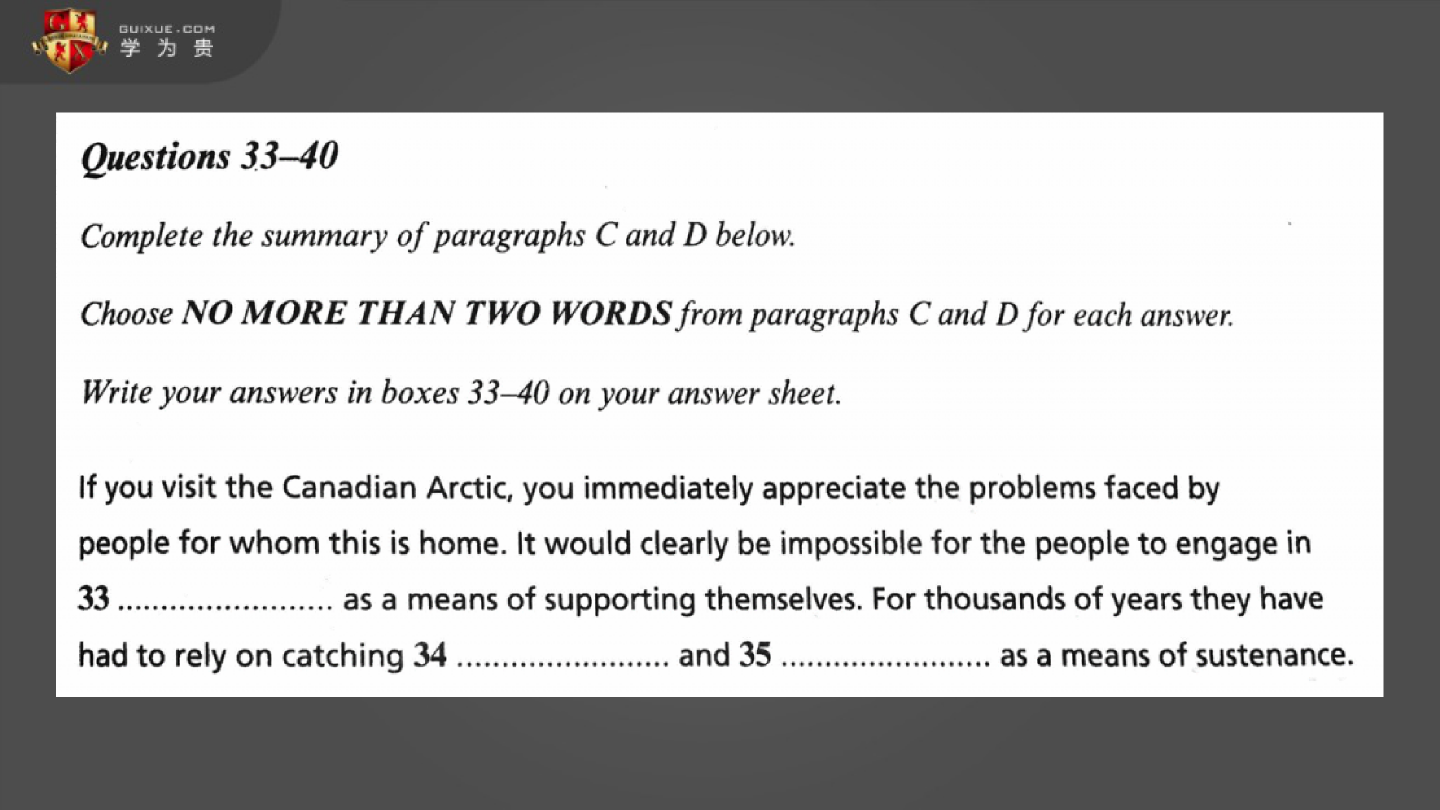 GUIXUE.COM
学为贵
Questions 33–40
Complete the summary of paragraphs C and D below.
Choose NO MORE THAN TWO WORDS from paragraphs C and D for each answer.
Write your answers in boxes 33–40 on your answer sheet.
If you visit the Canadian Arctic, you immediately appreciate the problems faced by
people for whom this is home. It would clearly be impossible for the people to engage in
33 ........................ as a means of supporting themselves. For thousands of years they have
had to rely on catching 34 ........................ and 35 ........................ as a means of sustenance.